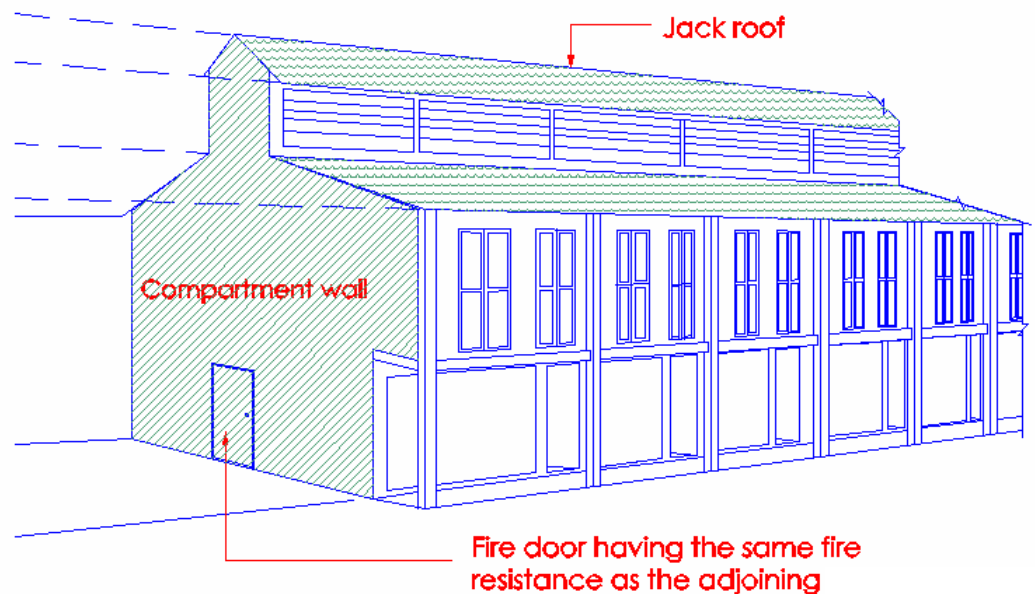 Jack roof
Compartment wall
Fire door having the same fire
resistance as the adjoining